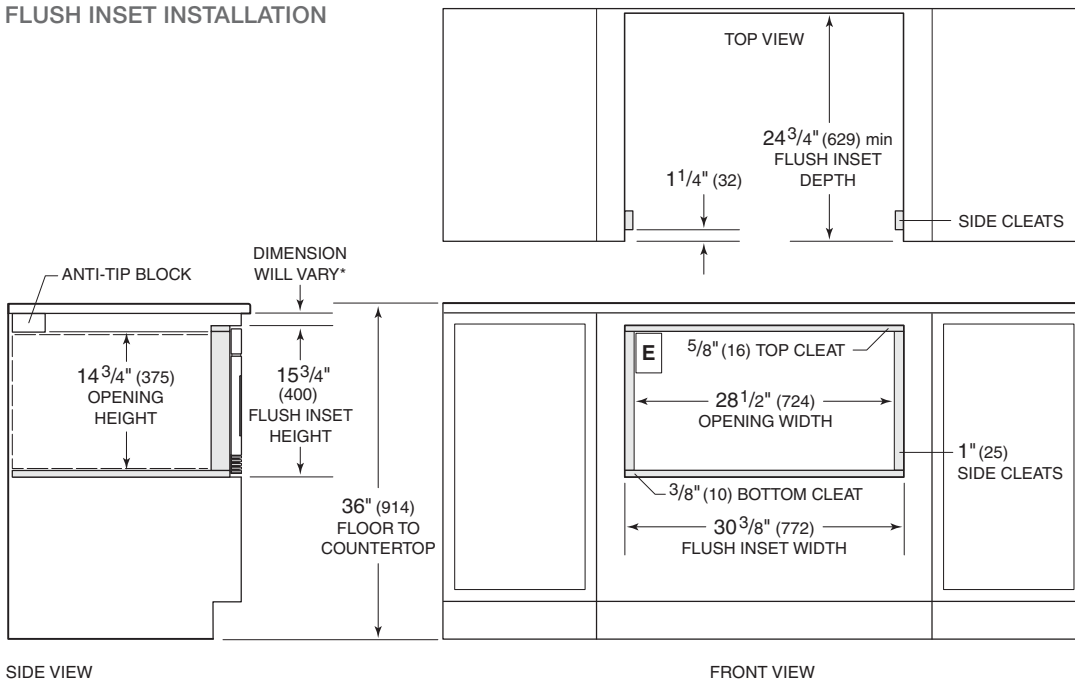 FLUSH INSET INSTALLATION
TOP VIEW
24 3/4" (629) min
FLUSH INSET
DEPTH
1 1/4" (32)
SIDE CLEATS
ANTI-TIP BLOCK
DIMENSION
WILL VARY*
14 3/4" (375)
OPENING
HEIGHT
15 3/4"
(400)
FLUSH INSET
HEIGHT
36" (914)
FLOOR TO
COUNTERTOP
E
5/8" (16) TOP CLEAT
28 1/2" (724)
OPENING WIDTH
1" (25)
SIDE CLEATS
3/8" (10) BOTTOM CLEAT
30 3/8" (772)
FLUSH INSET WIDTH
SIDE VIEW
FRONT VIEW